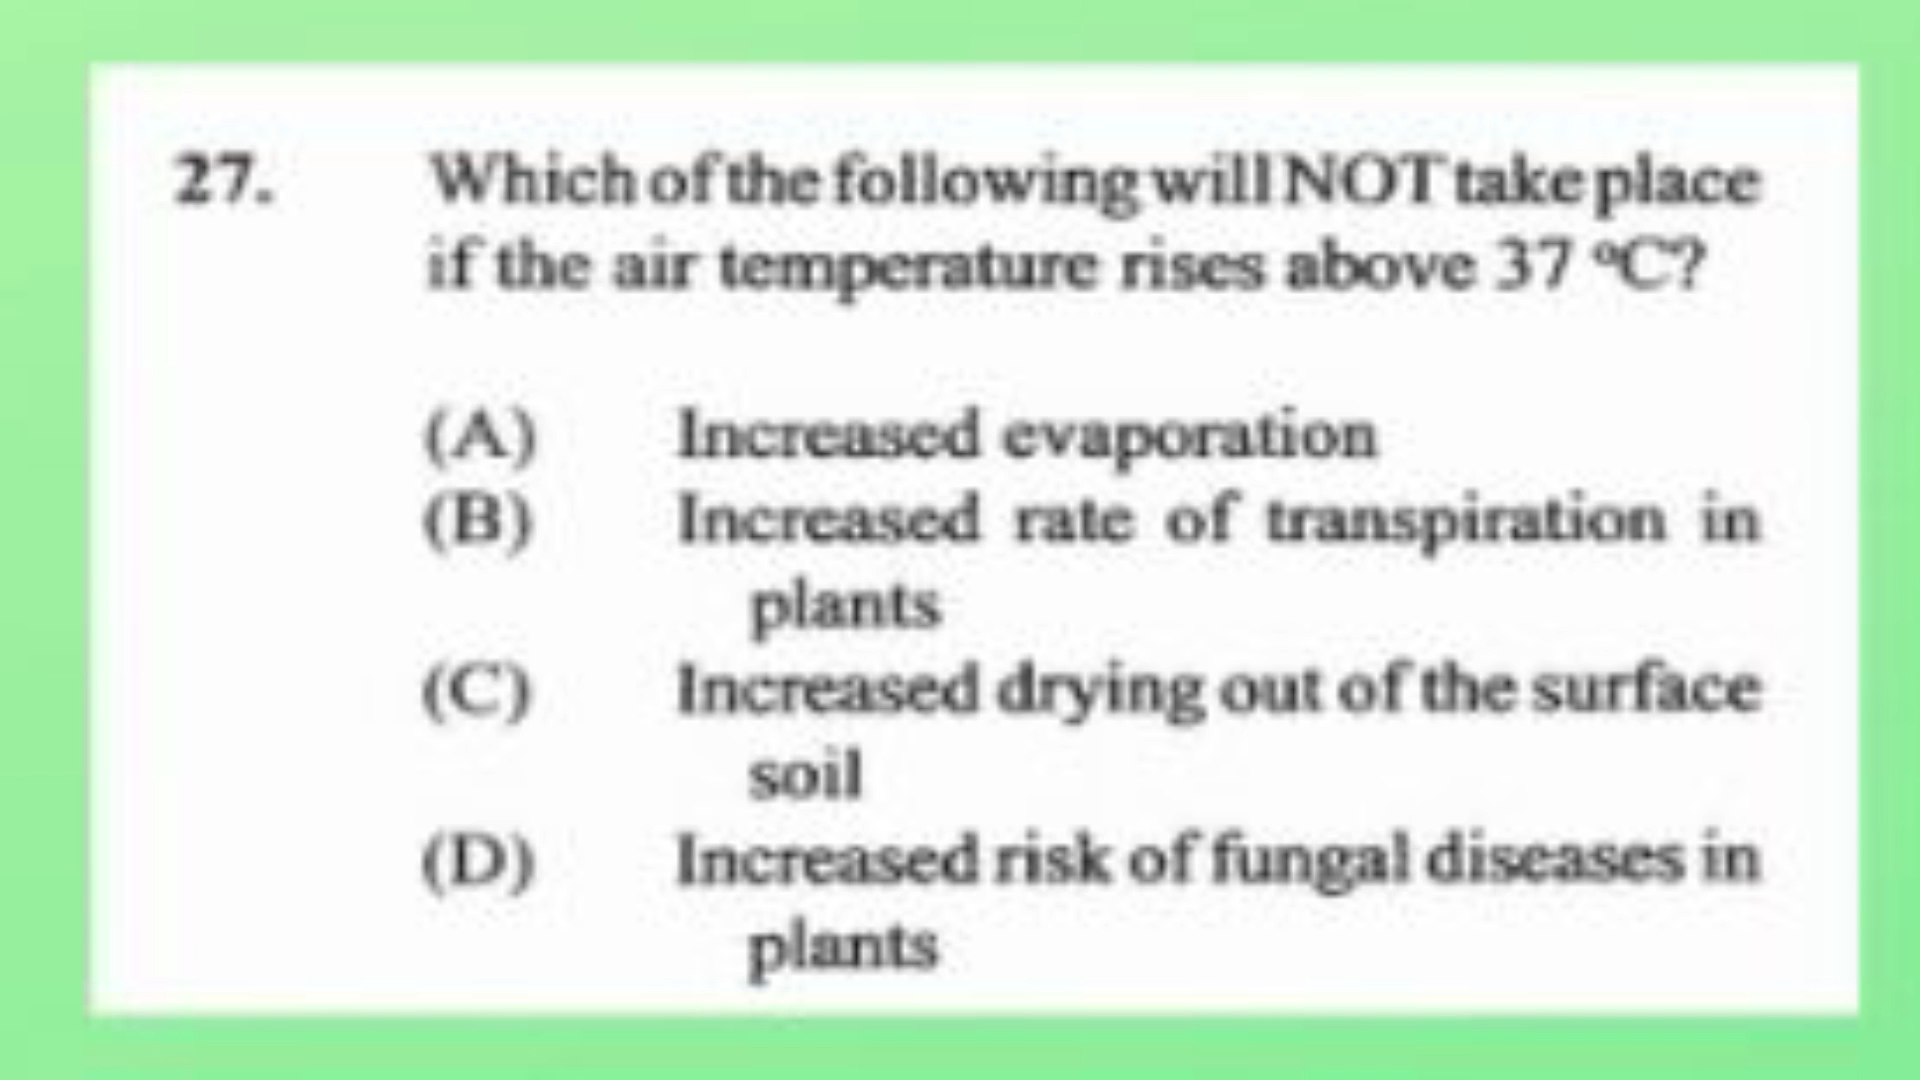 27. Which of the following will NOT take place
if the air temperature rises above 37 °C?
(A) Increased evaporation
(B) Increased rate of transpiration in
plants
(C) Increased drying out of the surface
soil
(D) Increased risk of fungal diseases in
plants